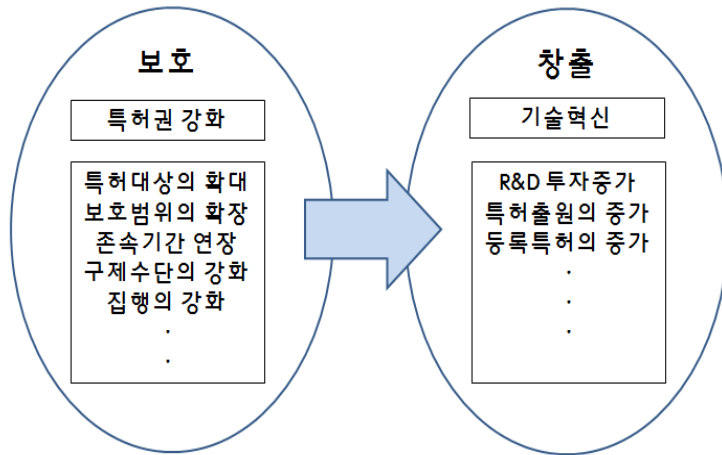 보호
특허권 강화
특허대상의 확대
보호범위의 확장
존속기간 연장
구제수단의 강화
집행의 강화
.
.
창출
기술혁신
R&D 투자증가
특허출원의 증가
등록특허의 증가
.
.
.